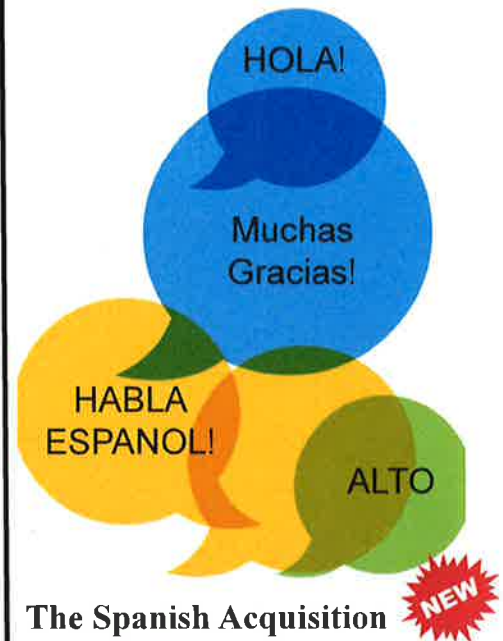 HOLA!
Muchas
Gracias!
HABLA
ESPANOL!
ALTO
The Spanish Acquisition
NEW